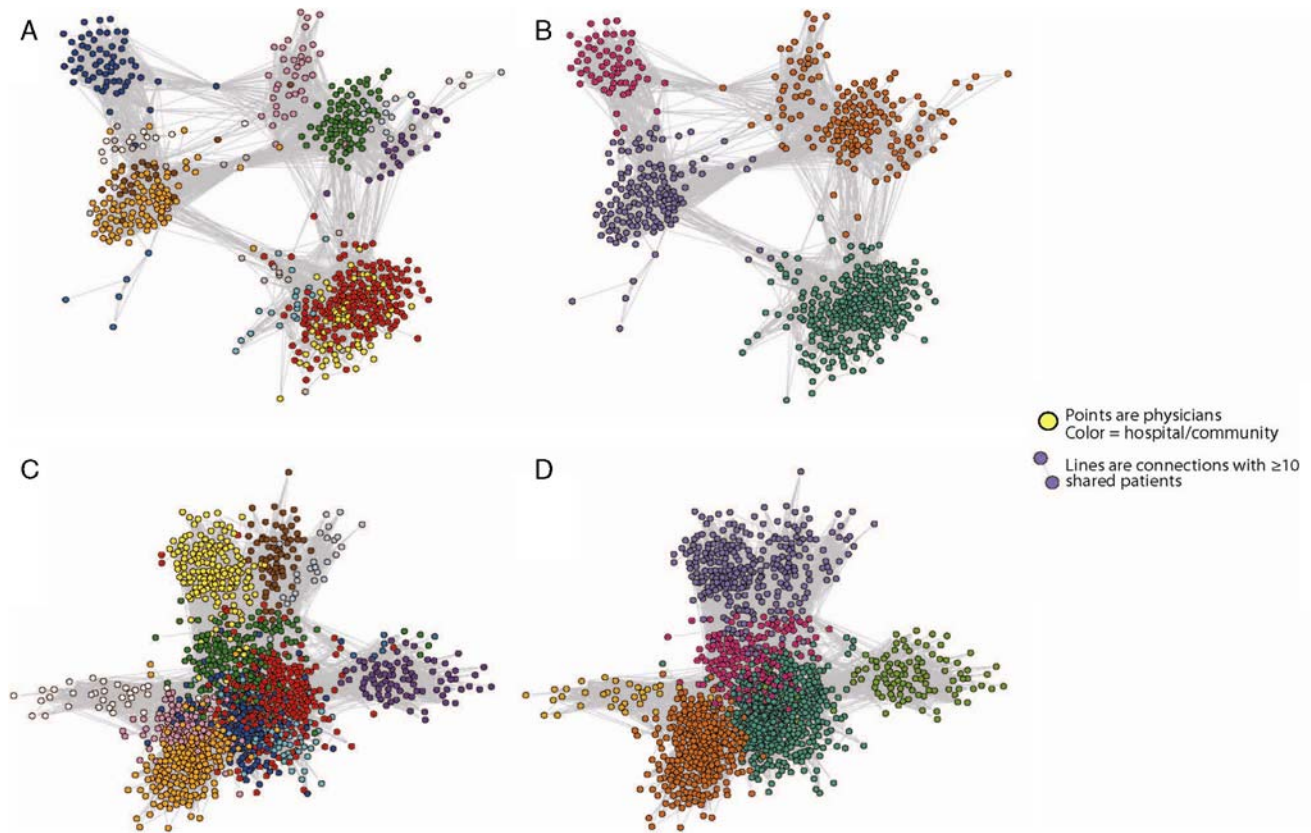 A
B
Points are physicians
Color = hospital/community
Lines are connections with ≥10
shared patients
C
D